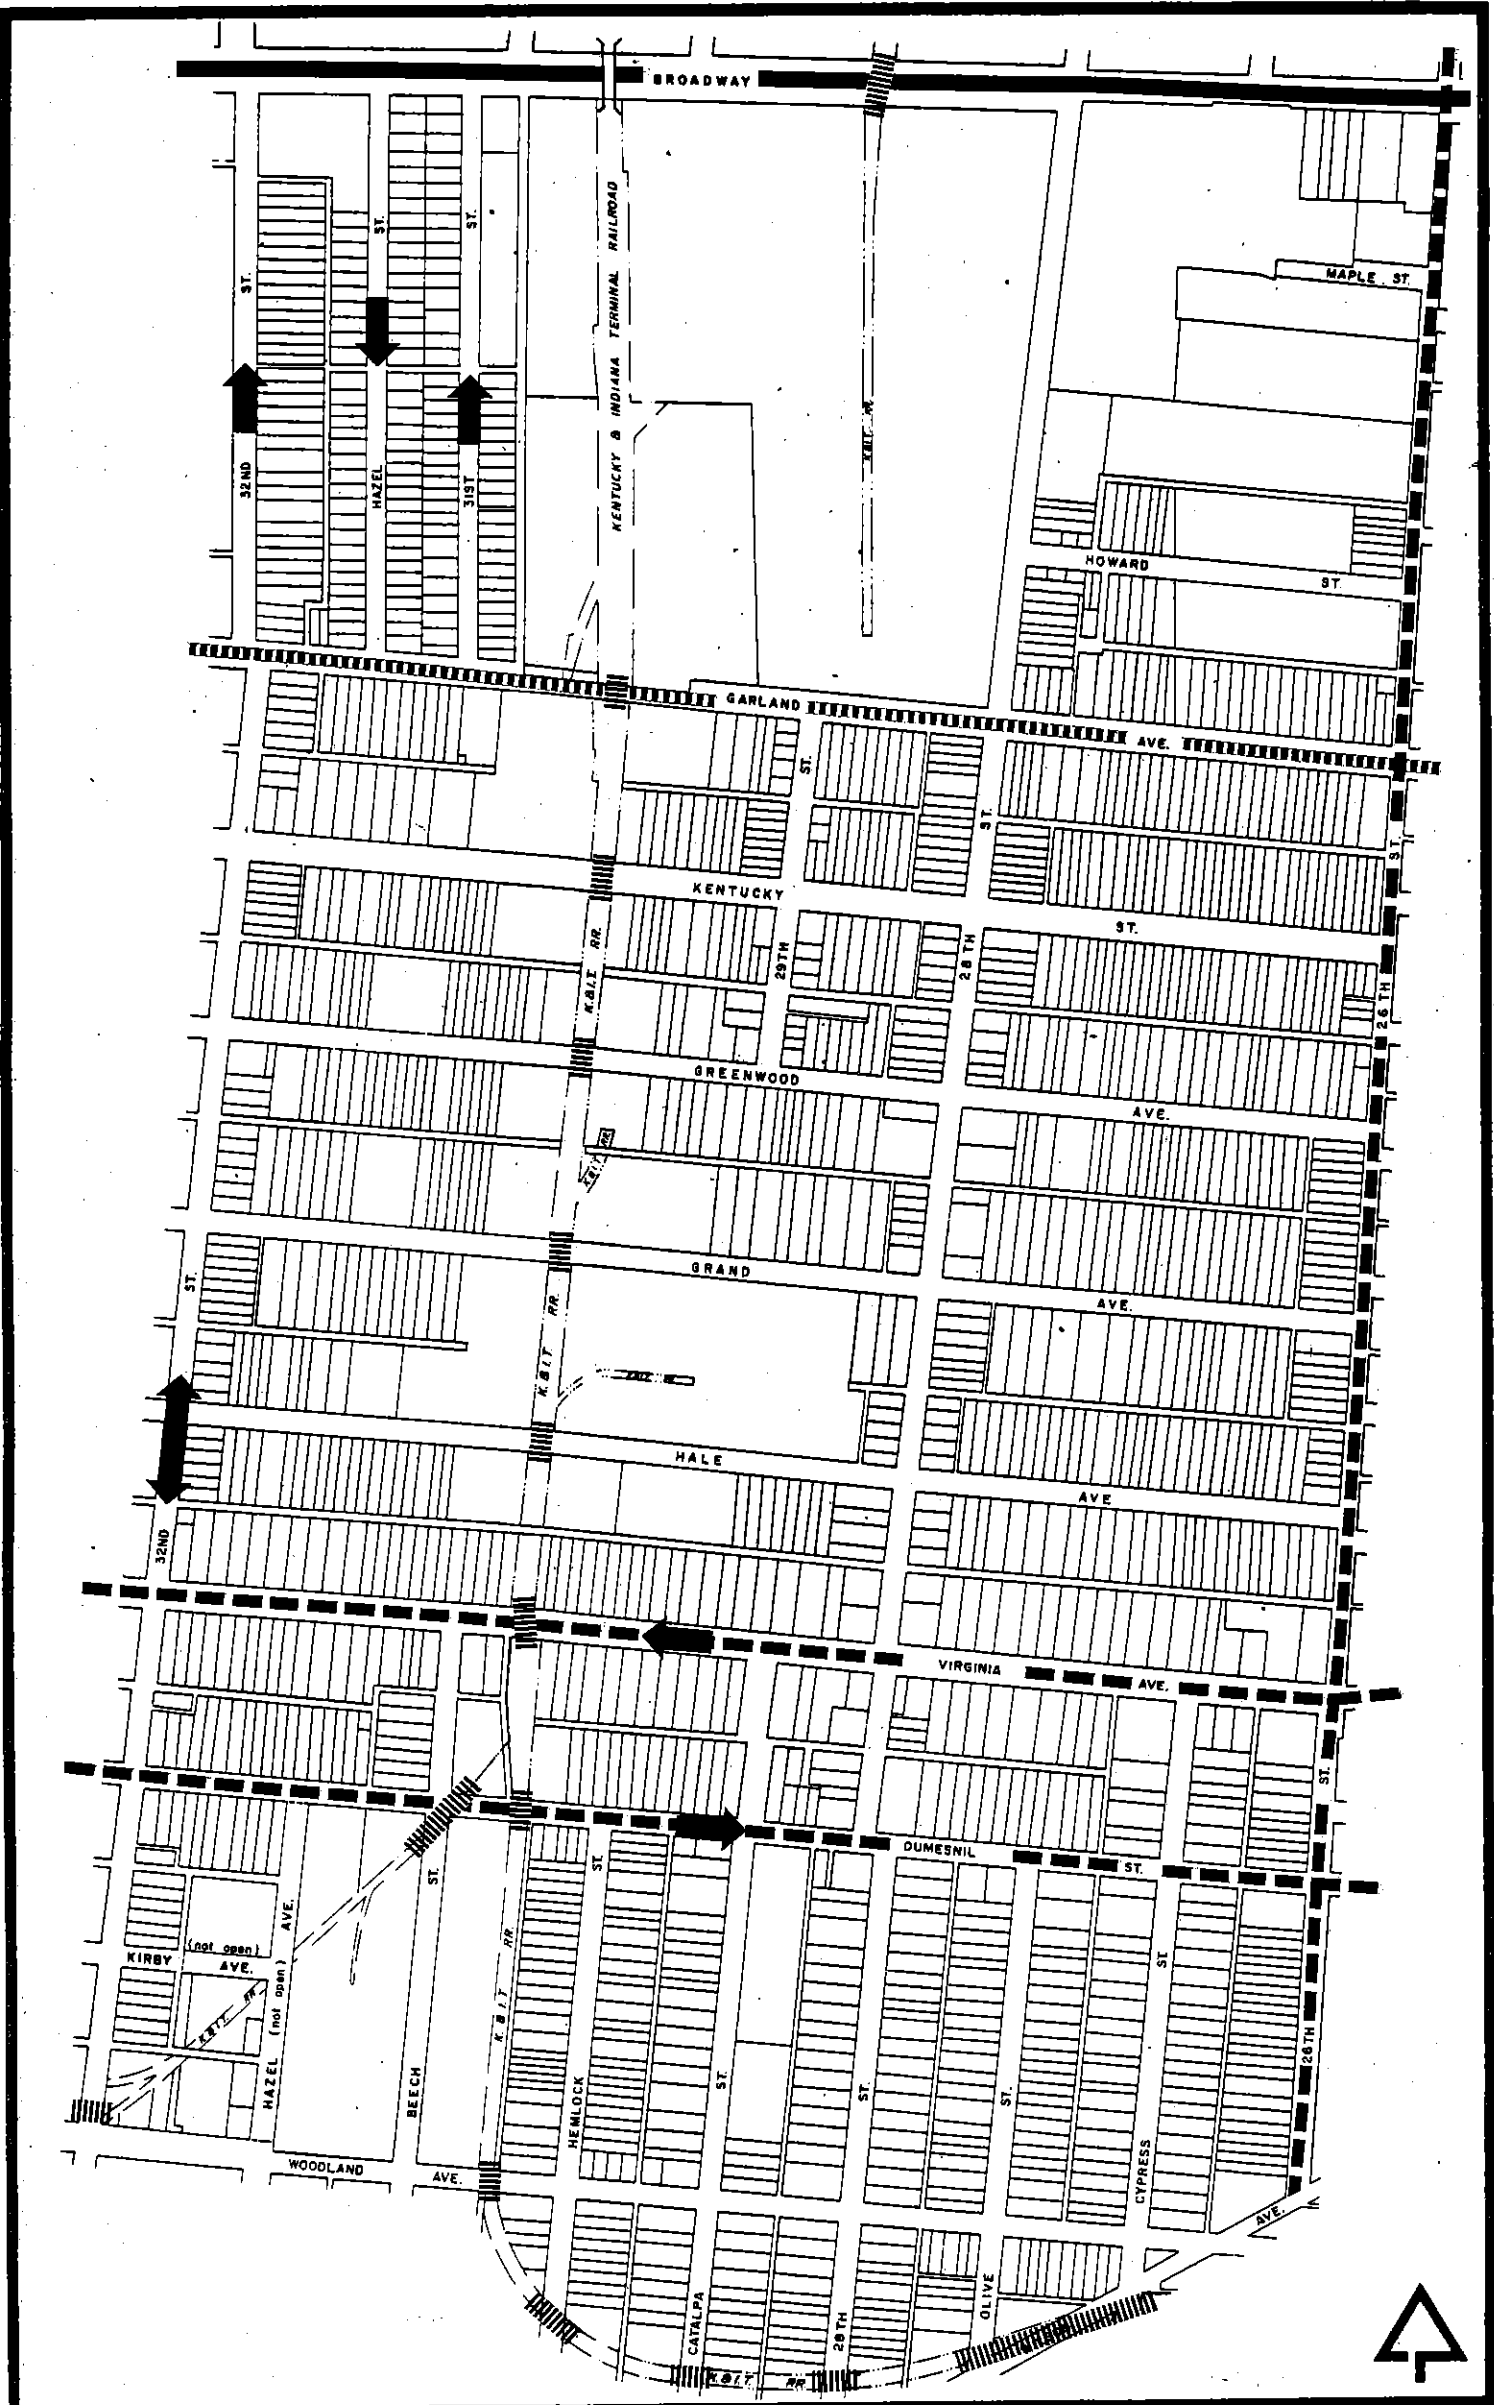 BROADWAY
ST.
ST.
ST.
MAPLE ST.
KENTUCKY & INDIANA TERMINAL RAILROAD
K&I.T. RR.
32ND
HAZEL
31ST
HOWARD
ST.
GARLAND
AVE.
ST.
ST.
ST.
KENTUCKY
ST.
29TH
28TH
26TH
K.&I.T. RR.
GREENWOOD
AVE.
K&I.T. RR.
GRAND
AVE.
ST.
K.&I.T. RR.
HALE
AVE
32ND
VIRGINIA
AVE.
ST.
DUMESNIL
ST.
ST.
ST.
AVE.
KIRBY
(not open)
AVE.
(not open)
K&I.T. RR
K.&I.T RR
ST.
HAZEL
BEECH
HEMLOCK
ST.
ST.
ST.
26TH
CYPRESS
WOODLAND
AVE.
AVE.
CATALPA
28TH
OLIVE
K.&I.T. RR